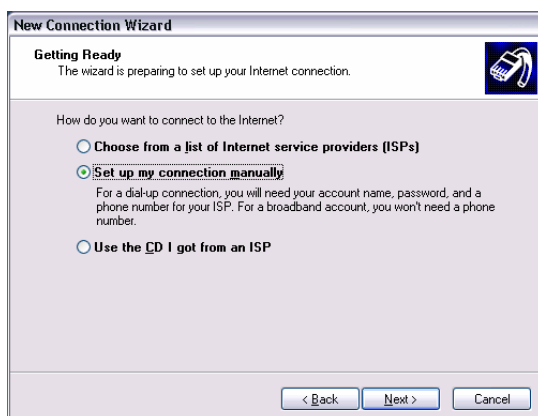 New Connection Wizard
Getting Ready
The wizard is preparing to set up your Internet connection.
How do you want to connect to the Internet?
Choose from a list of Internet service providers (ISPs)
Set up my connection manually
For a dial-up connection, you will need your account name, password, and a
phone number for your ISP. For a broadband account, you won't need a phone
number.
Use the CD I got from an ISP
< Back
Next >
Cancel